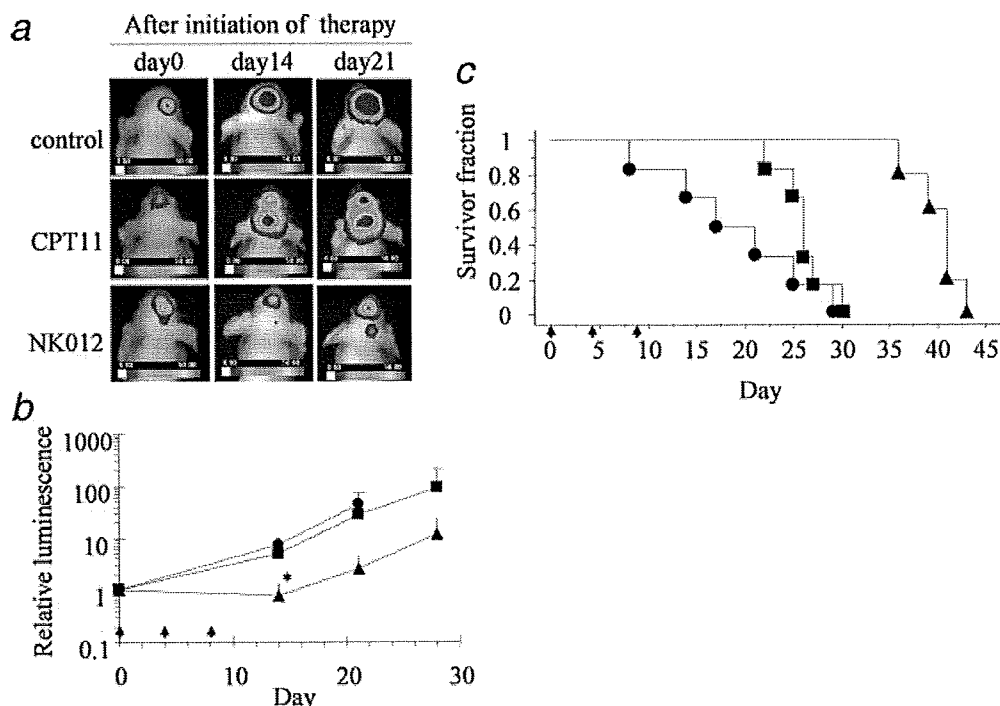 a
After initiation of therapy
day0 day14 day21
control
CPT11
NK012
b
Relative luminescence
1000
100
10
1
0.1
*
0 10 20 30
Day
c
Survivor fraction
1
0.8
0.6
0.4
0.2
0
0 5 10 15 20 25 30 35 40 45
Day